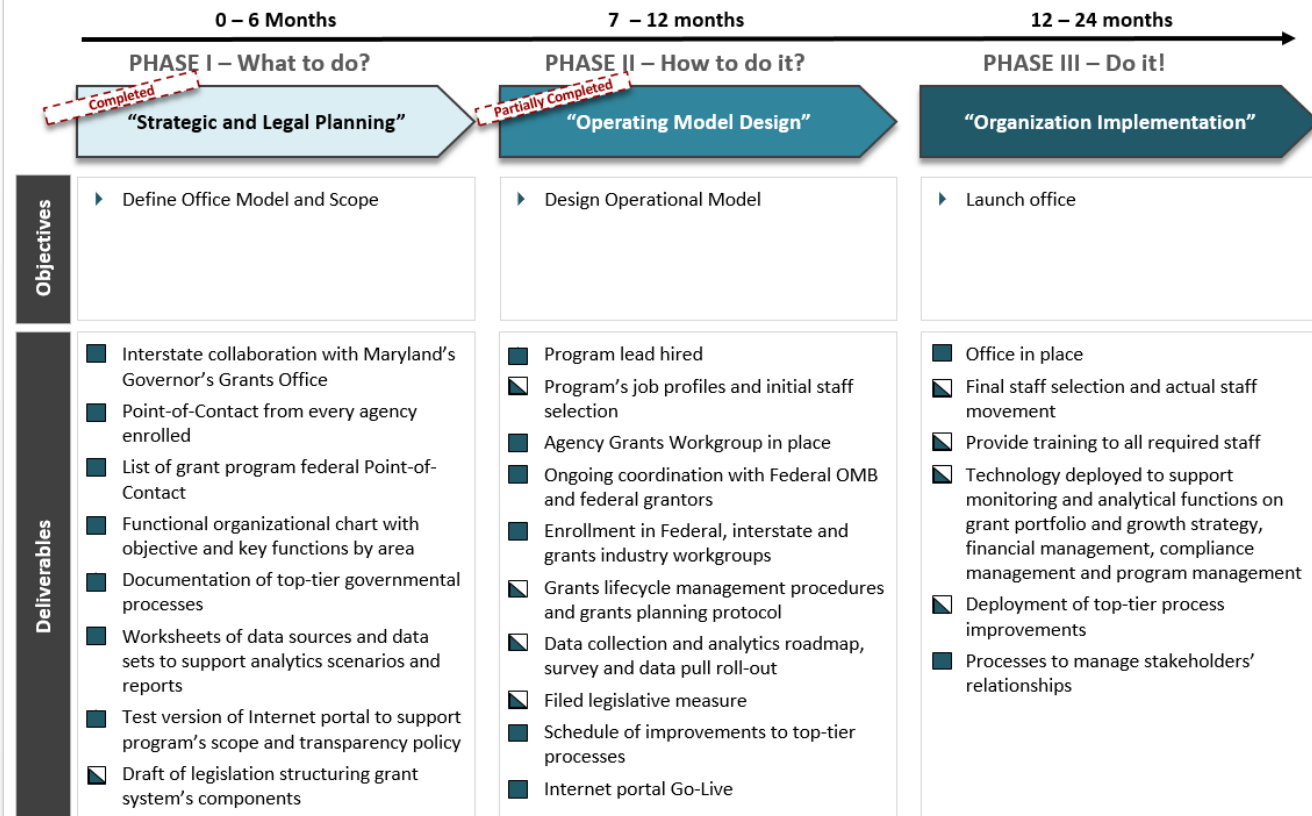 0 – 6 Months
7 – 12 months
12 – 24 months
PHASE I – What to do?
PHASE II – How to do it?
PHASE III – Do it!
Completed
Partially Completed
“Strategic and Legal Planning”
“Operating Model Design”
“Organization Implementation”
Objectives
Define Office Model and Scope
Design Operational Model
Launch office
Deliverables
Interstate collaboration with Maryland’s
Governor’s Grants Office
Point-of-Contact from every agency
enrolled
List of grant program federal Point-of-
Contact
Functional organizational chart with
objective and key functions by area
Documentation of top-tier governmental
processes
Worksheets of data sources and data
sets to support analytics scenarios and
reports
Test version of Internet portal to support
program’s scope and transparency policy
Draft of legislation structuring grant
system’s components
Program lead hired
Program’s job profiles and initial staff
selection
Agency Grants Workgroup in place
Ongoing coordination with Federal OMB
and federal grantors
Enrollment in Federal, interstate and
grants industry workgroups
Grants lifecycle management procedures
and grants planning protocol
Data collection and analytics roadmap,
survey and data pull roll-out
Filed legislative measure
Schedule of improvements to top-tier
processes
Internet portal Go-Live
Office in place
Final staff selection and actual staff
movement
Provide training to all required staff
Technology deployed to support
monitoring and analytical functions on
grant portfolio and growth strategy,
financial management, compliance
management and program management
Deployment of top-tier process
improvements
Processes to manage stakeholders’
relationships